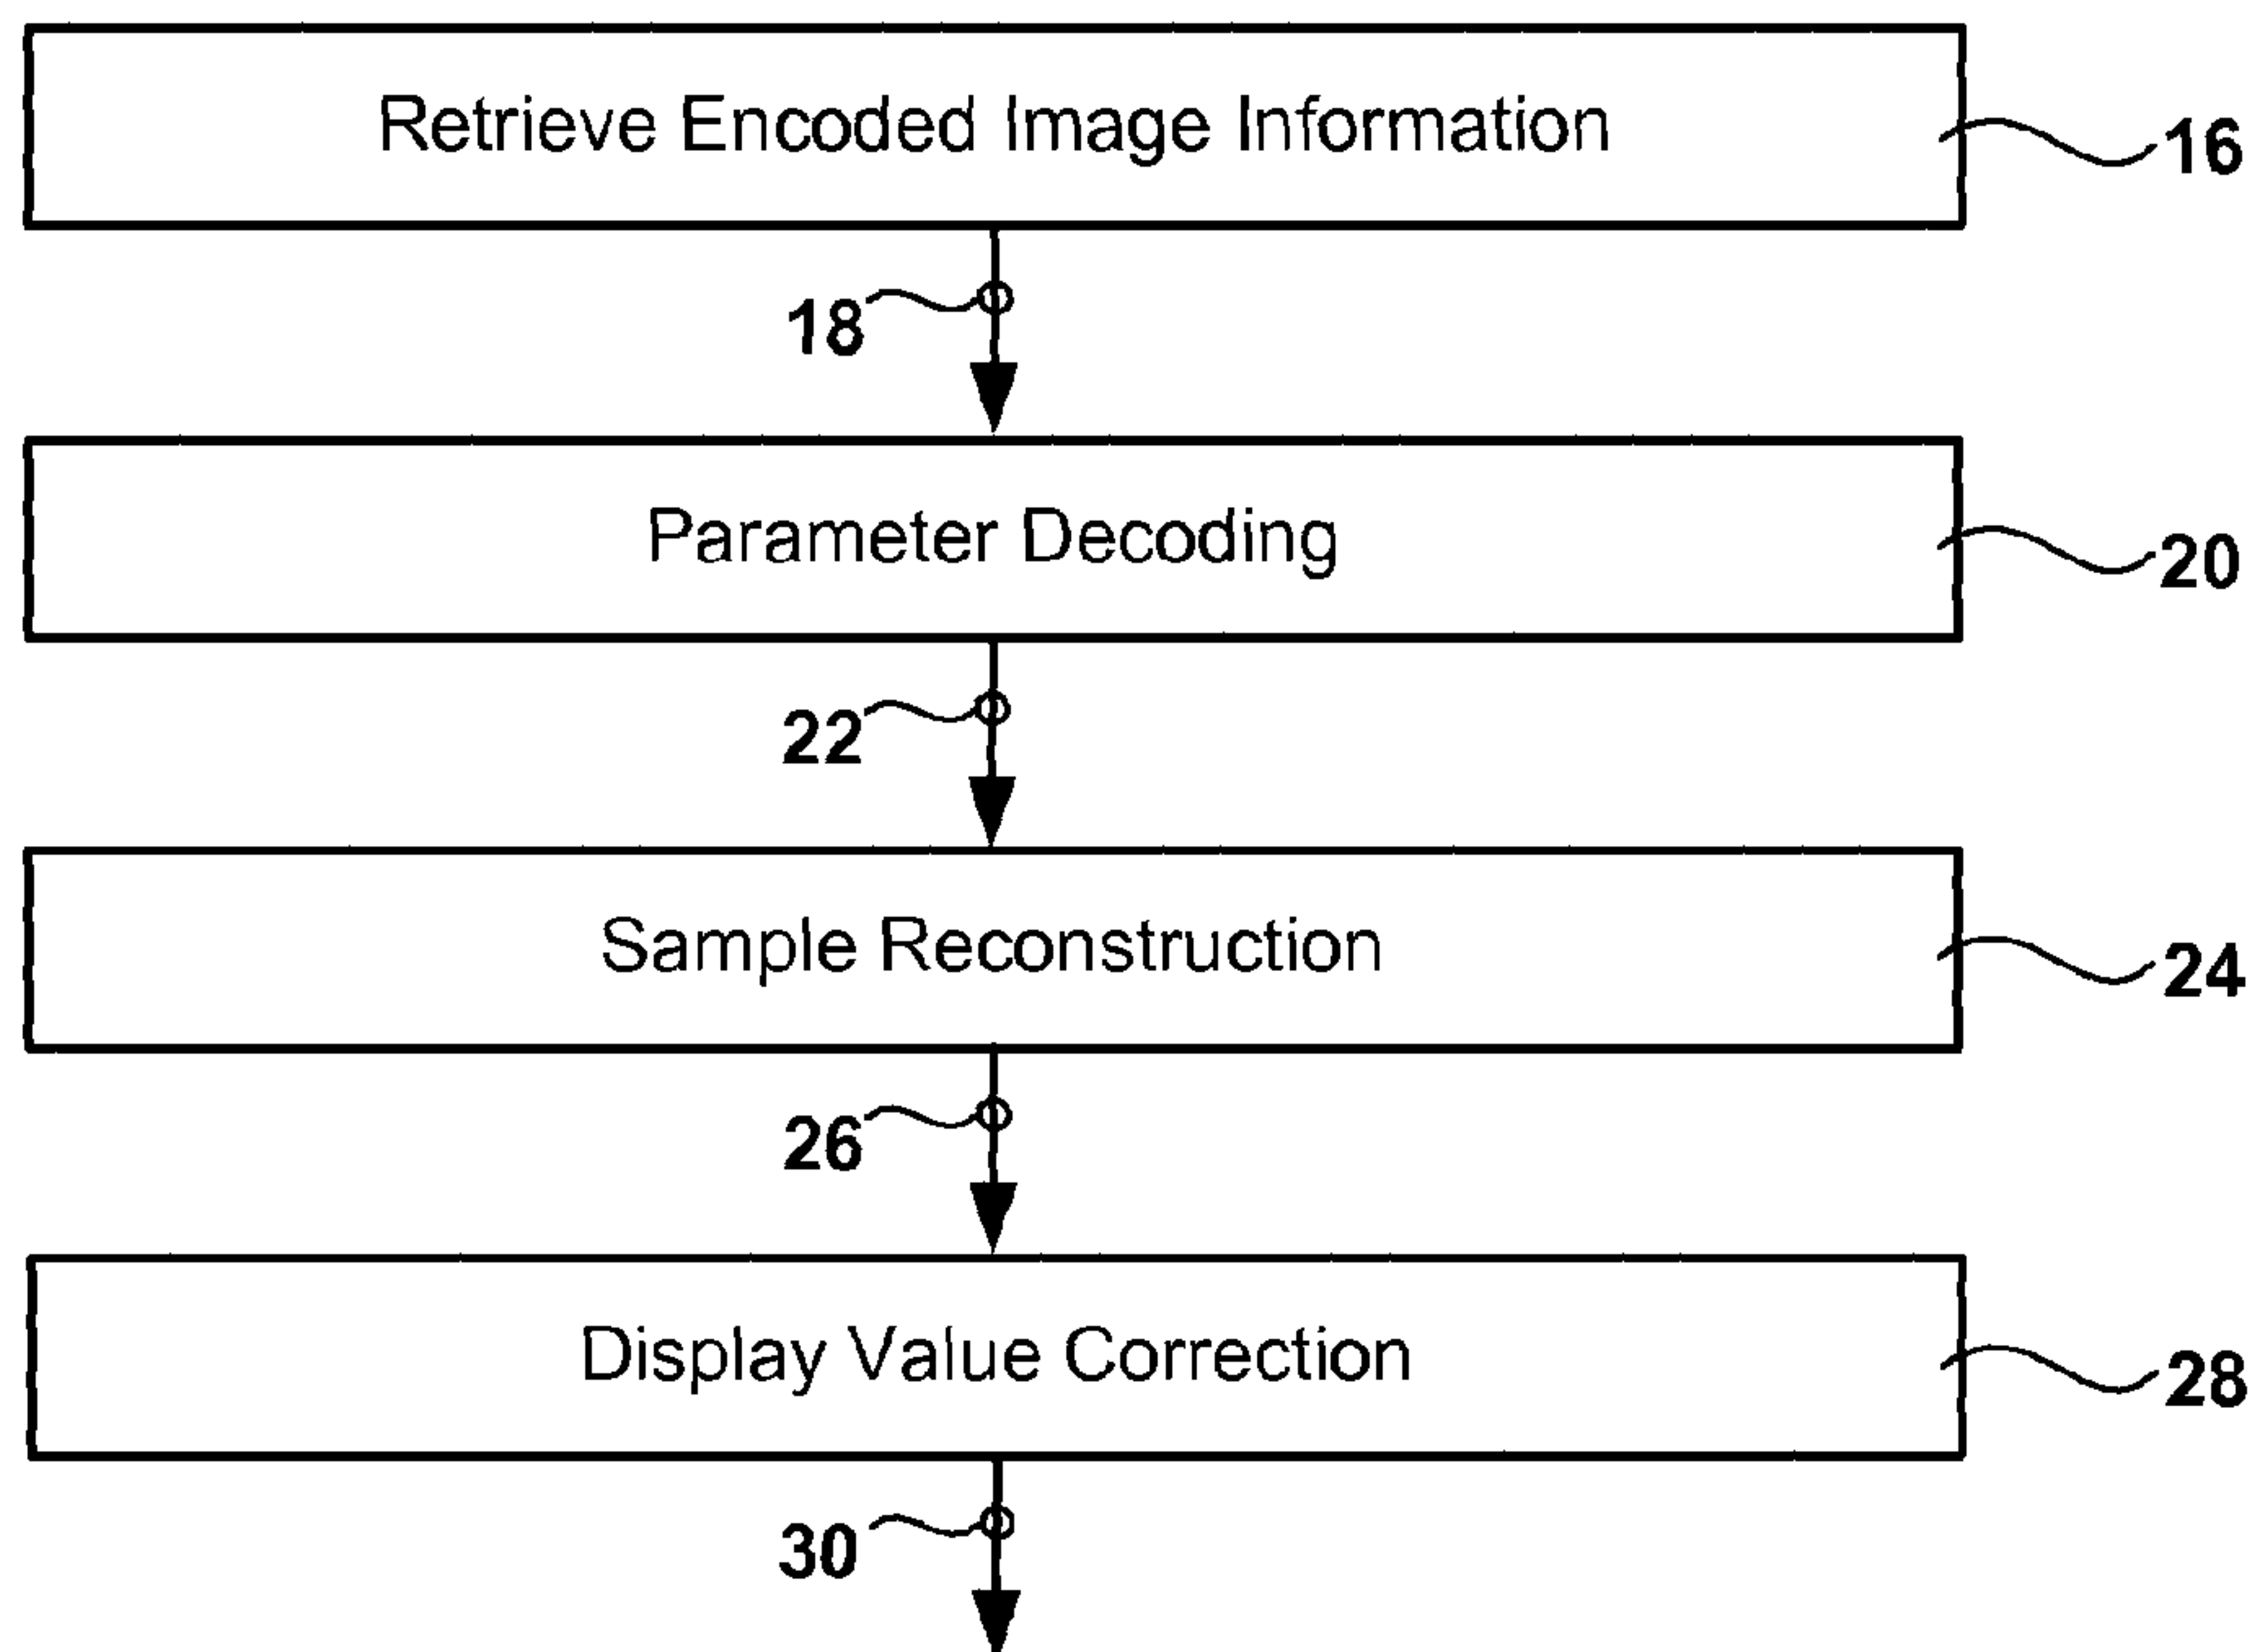 Retrieve Encoded Image Information
16
18
Parameter Decoding
20
22
Sample Reconstruction
24
26
Display Value Correction
28
30